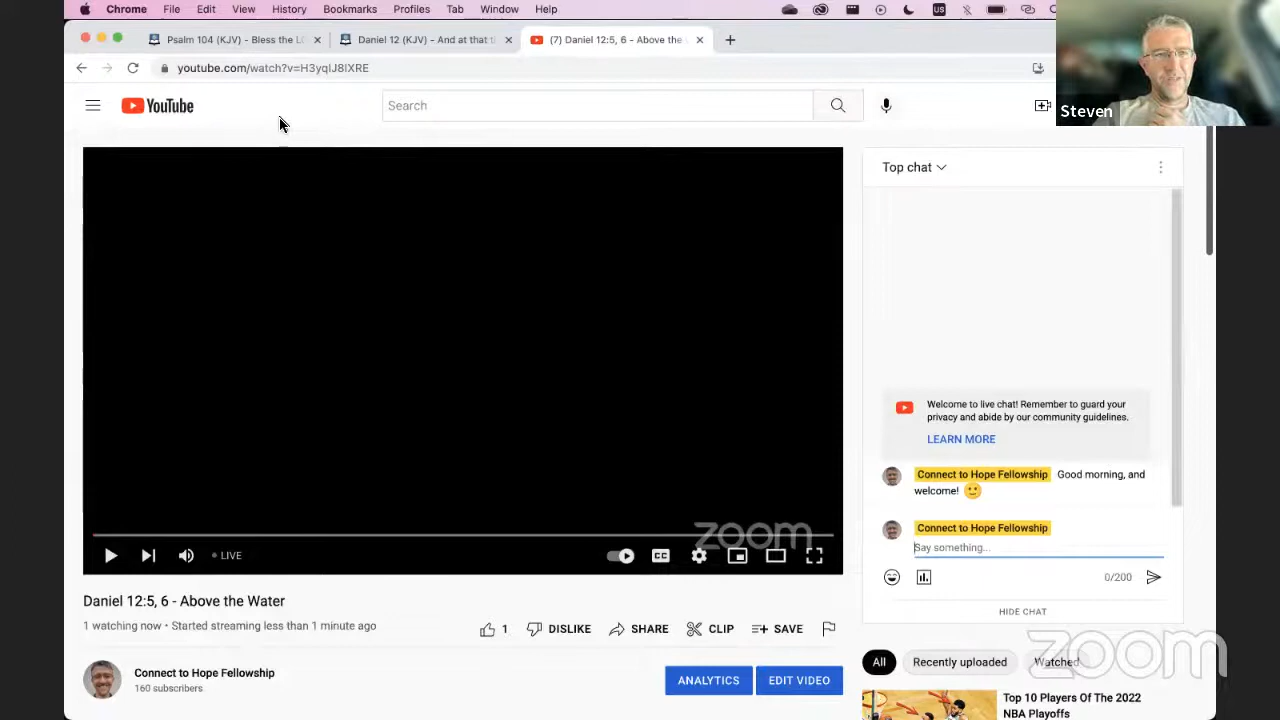 Chrome File Edit View History Bookmarks Profiles Tab Window Help
US
Psalm 104 (KJV) - Bless the L
Daniel 12 (KJV) - And at that t
(7) Daniel 12:5, 6 - Above the
youtube.com/watch?v=H3yqIJ8IXRE
YouTube
Search
Steven
Top chat
Welcome to live chat! Remember to guard your
privacy and abide by our community guidelines.
LEARN MORE
Connect to Hope Fellowship Good morning, and
welcome!
Connect to Hope Fellowship
Say something...
0/200
HIDE CHAT
zoom
LIVE
CC
Daniel 12:5, 6 - Above the Water
1 watching now • Started streaming less than 1 minute ago
1 DISLIKE SHARE CLIP SAVE
Connect to Hope Fellowship
160 subscribers
ANALYTICS EDIT VIDEO
zoom
All Recently uploaded Watched
Top 10 Players Of The 2022
NBA Playoffs